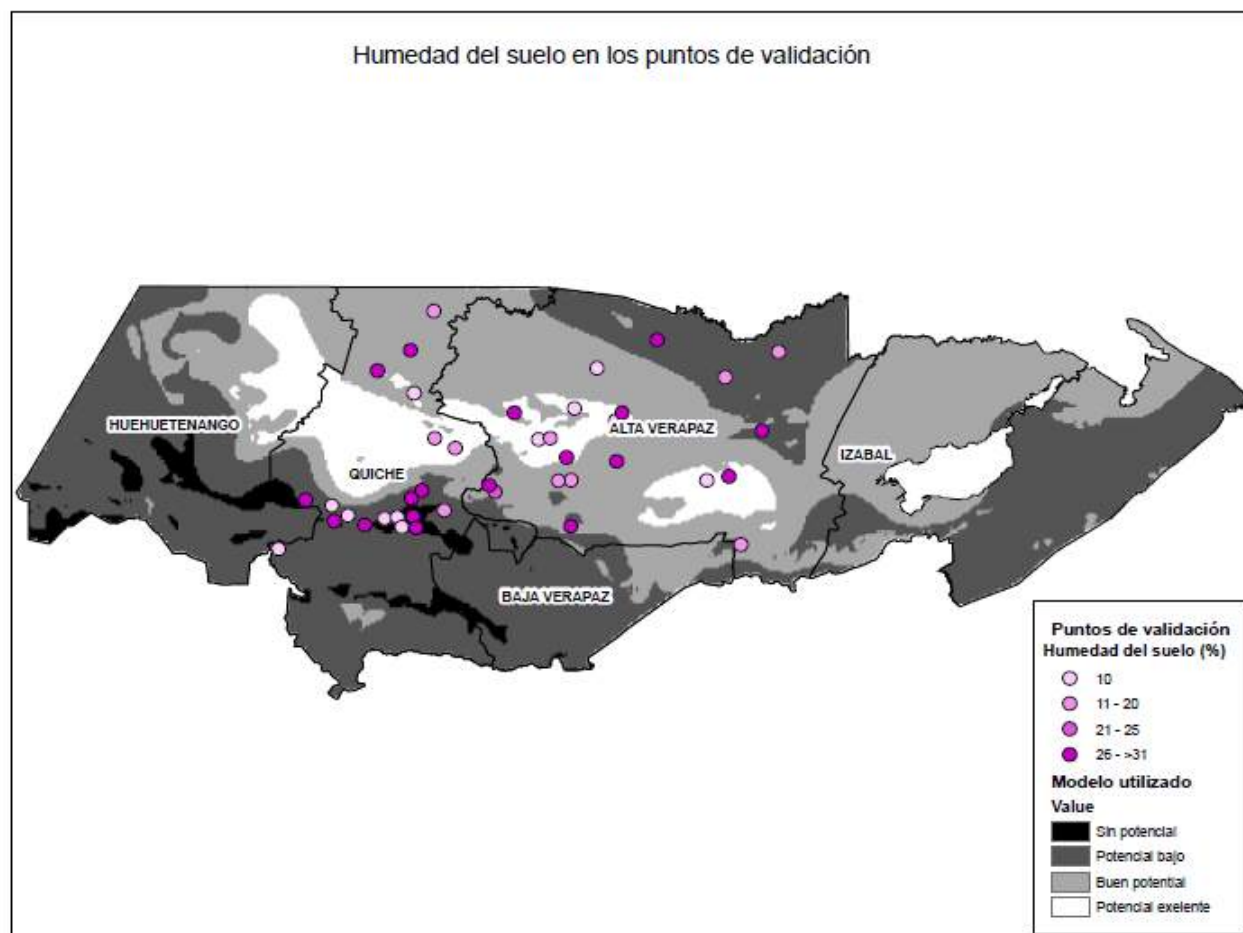 Humedad del suelo en los puntos de validación
HUEHUETENANGO
QUICHE
ALTA VERAPAZ
IZABAL
BAJA VERAPAZ
Puntos de validación
Humedad del suelo (%)
10
11 - 20
21 - 25
26 - >31
Modelo utilizado
Value
Sin potencial
Potencial bajo
Buen potential
Potencial exelente